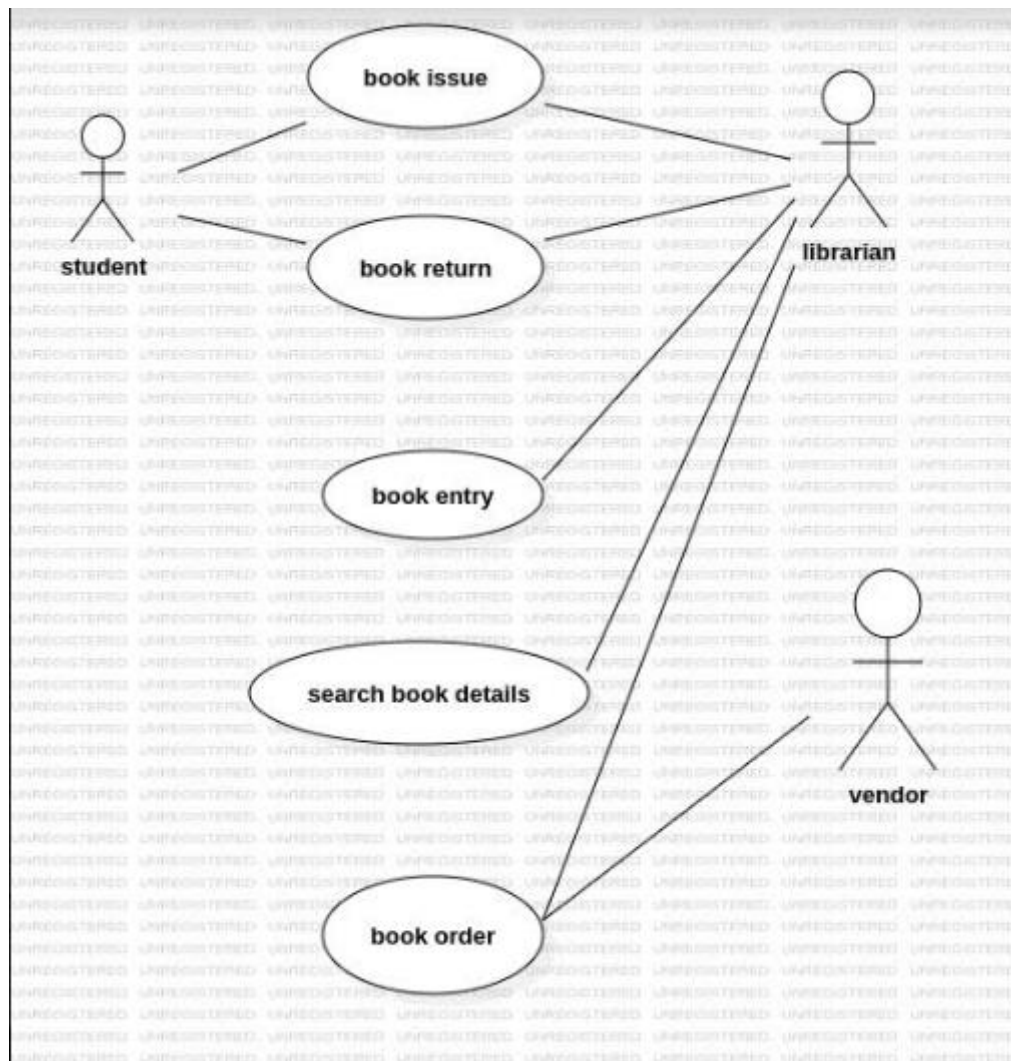 book issue
student
librarian
book return
book entry
search book details
vendor
book order